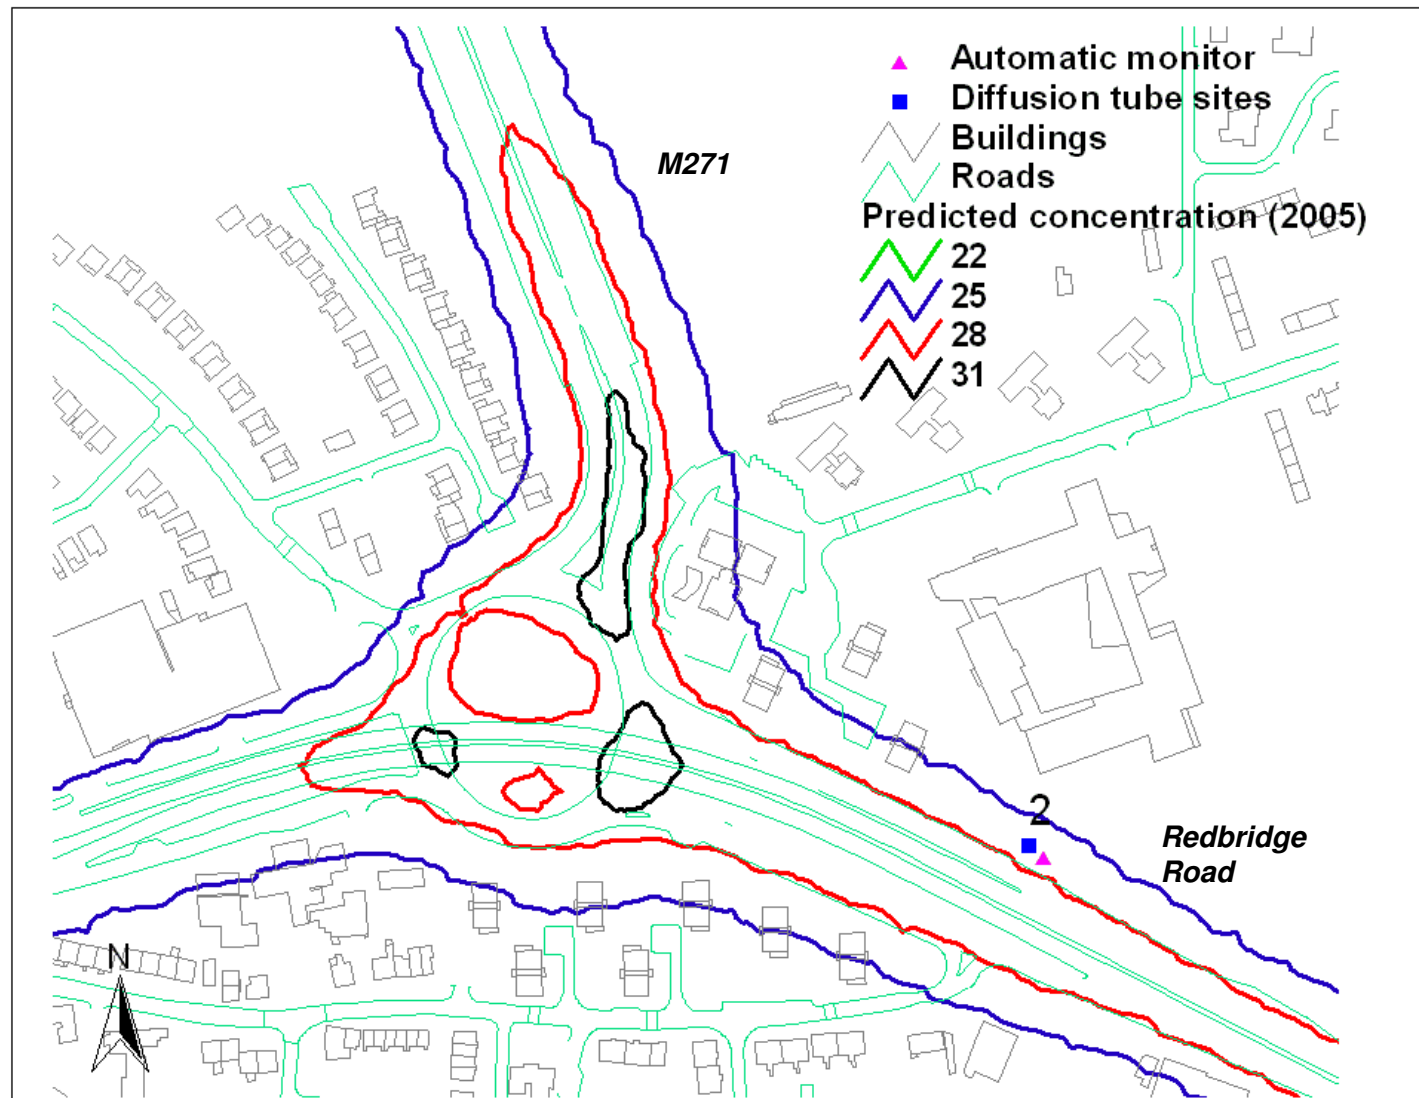 Automatic monitor
Diffusion tube sites
Buildings
Roads
Predicted concentration (2005)
22
25
28
31
M271
2
Redbridge
Road
N